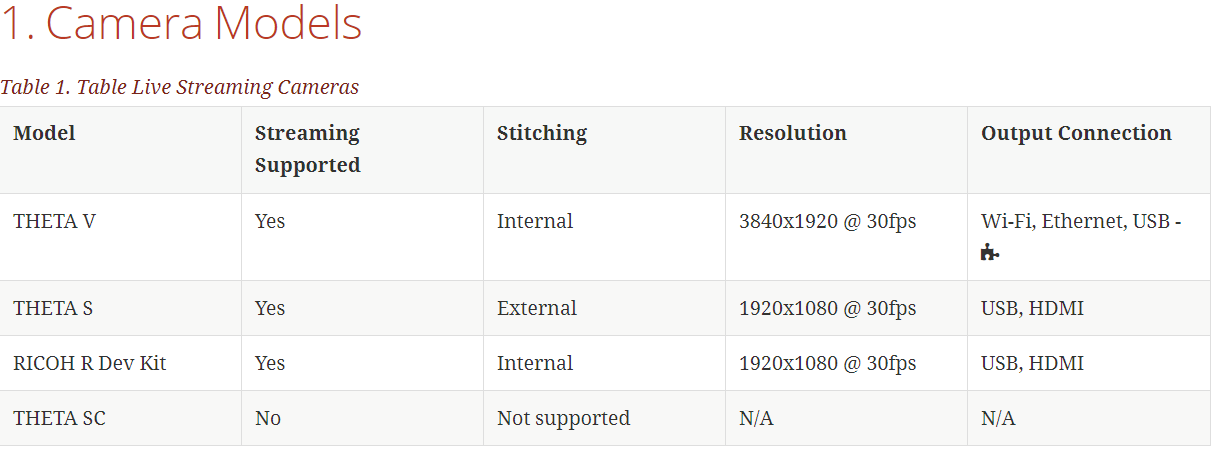 1. Camera Models
Table 1. Table Live Streaming Cameras
Model Streaming Supported Stitching Resolution Output Connection
THETA V Yes Internal 3840x1920 @ 30fps Wi-Fi, Ethernet, USB -
THETA S Yes External 1920x1080 @ 30fps USB, HDMI
RICOH R Dev Kit Yes Internal 1920x1080 @ 30fps USB, HDMI
THETA SC No Not supported N/A N/A